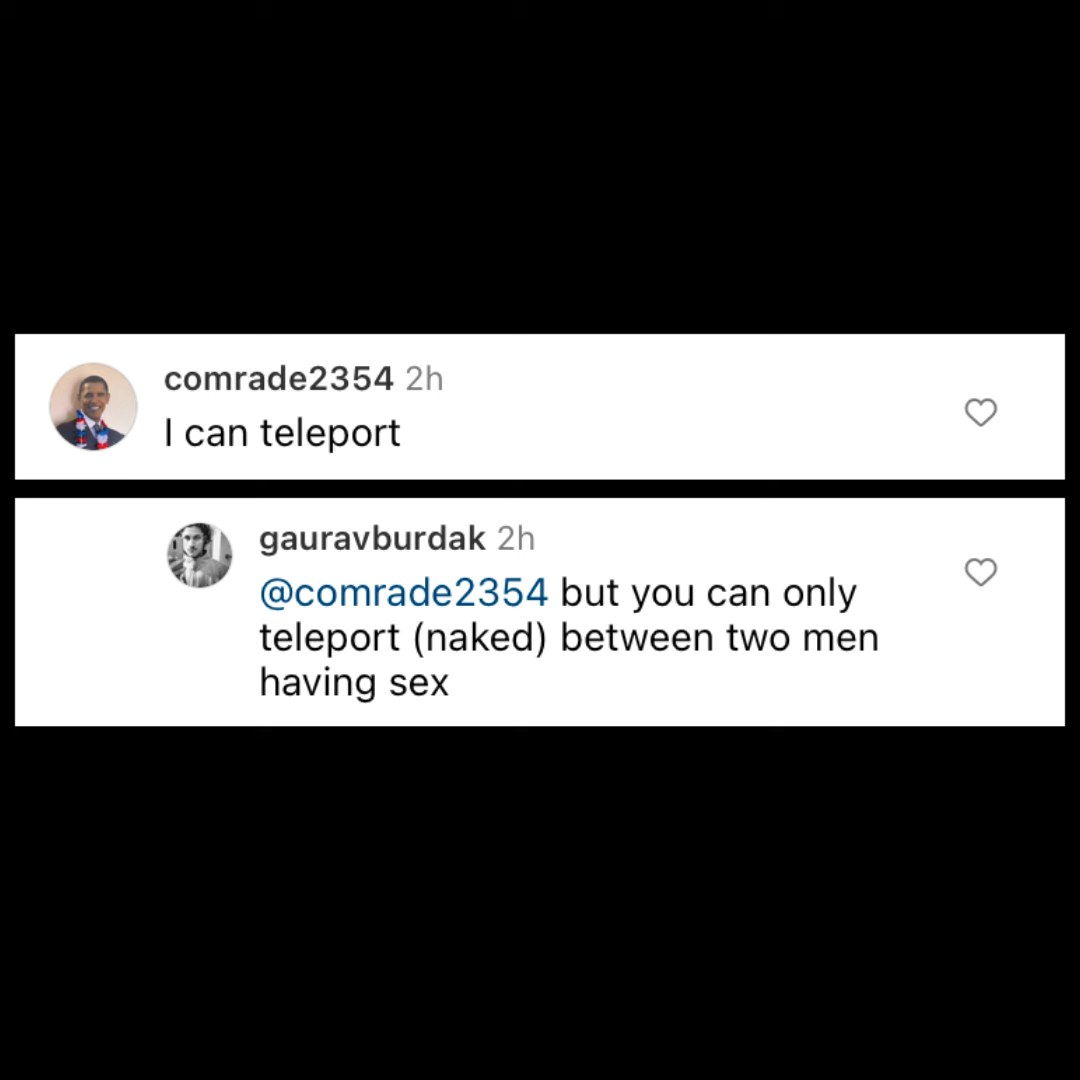 comrade2354 2h
I can teleport
gauravburdak 2h
@comrade2354 but you can only
teleport (naked) between two men
having sex